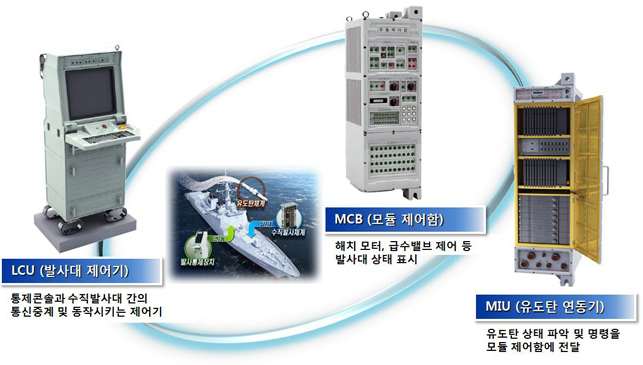 유도탄체계
수직발사체계
발사통제장치
LCU (발사대 제어기)
통제콘솔과 수직발사대 간의
통신중계 및 동작시키는 제어기
MCB (모듈 제어함)
해치 모터, 급수밸브 제어 등
발사대 상태 표시
MIU (유도탄 연동기)
유도탄 상태 파악 및 명령을
모듈 제어함에 전달